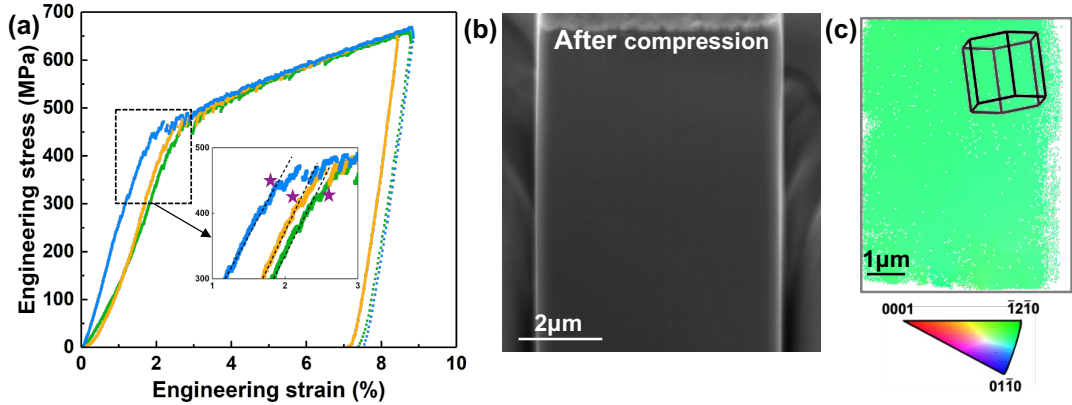 (a)
700
600
500
400
300
200
100
0
Engineering stress (MPa)
0 2 4 6 8 10
Engineering strain (%)
500
400
300
1 2 3
(b)
After compression
2μm
(c)
1μm
0001
1̄21̄0
011̄0